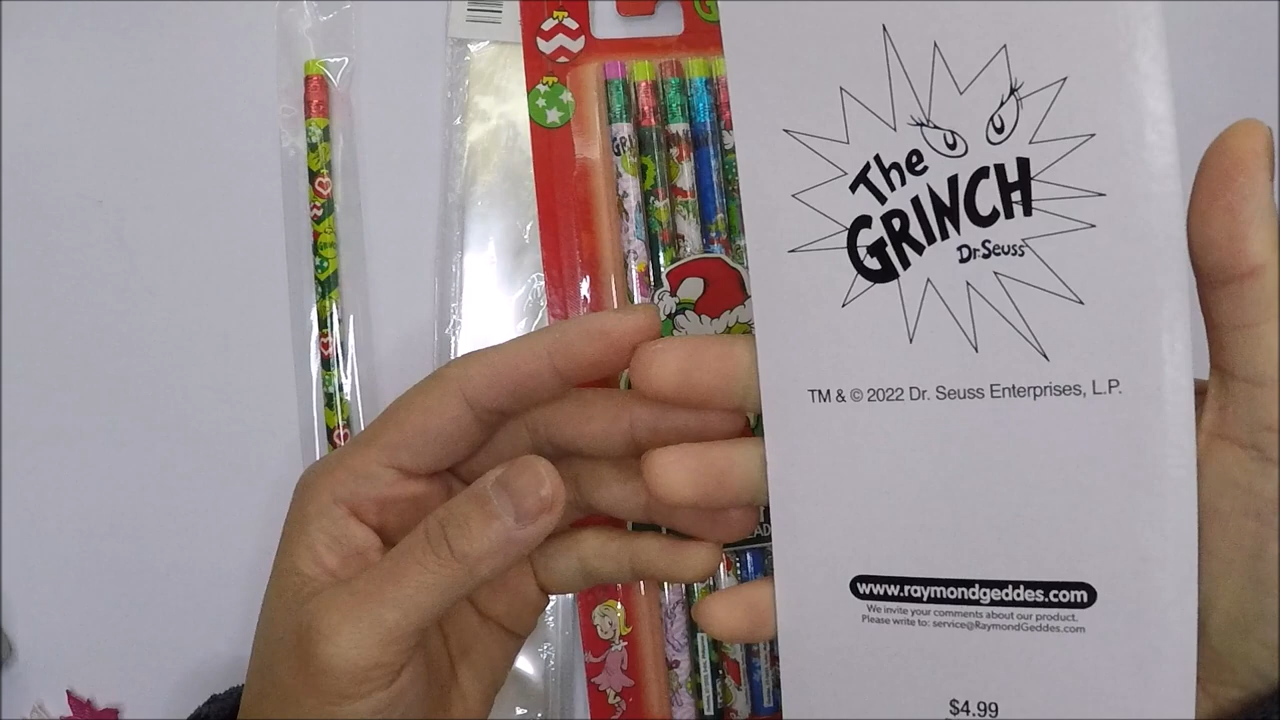 The
GRINCH
Dr. Seuss
TM & © 2022 Dr. Seuss Enterprises, L.P.
www.raymondgeddes.com
We invite your comments about our product.
Please write to: service@RaymondGeddes.com
$4.99